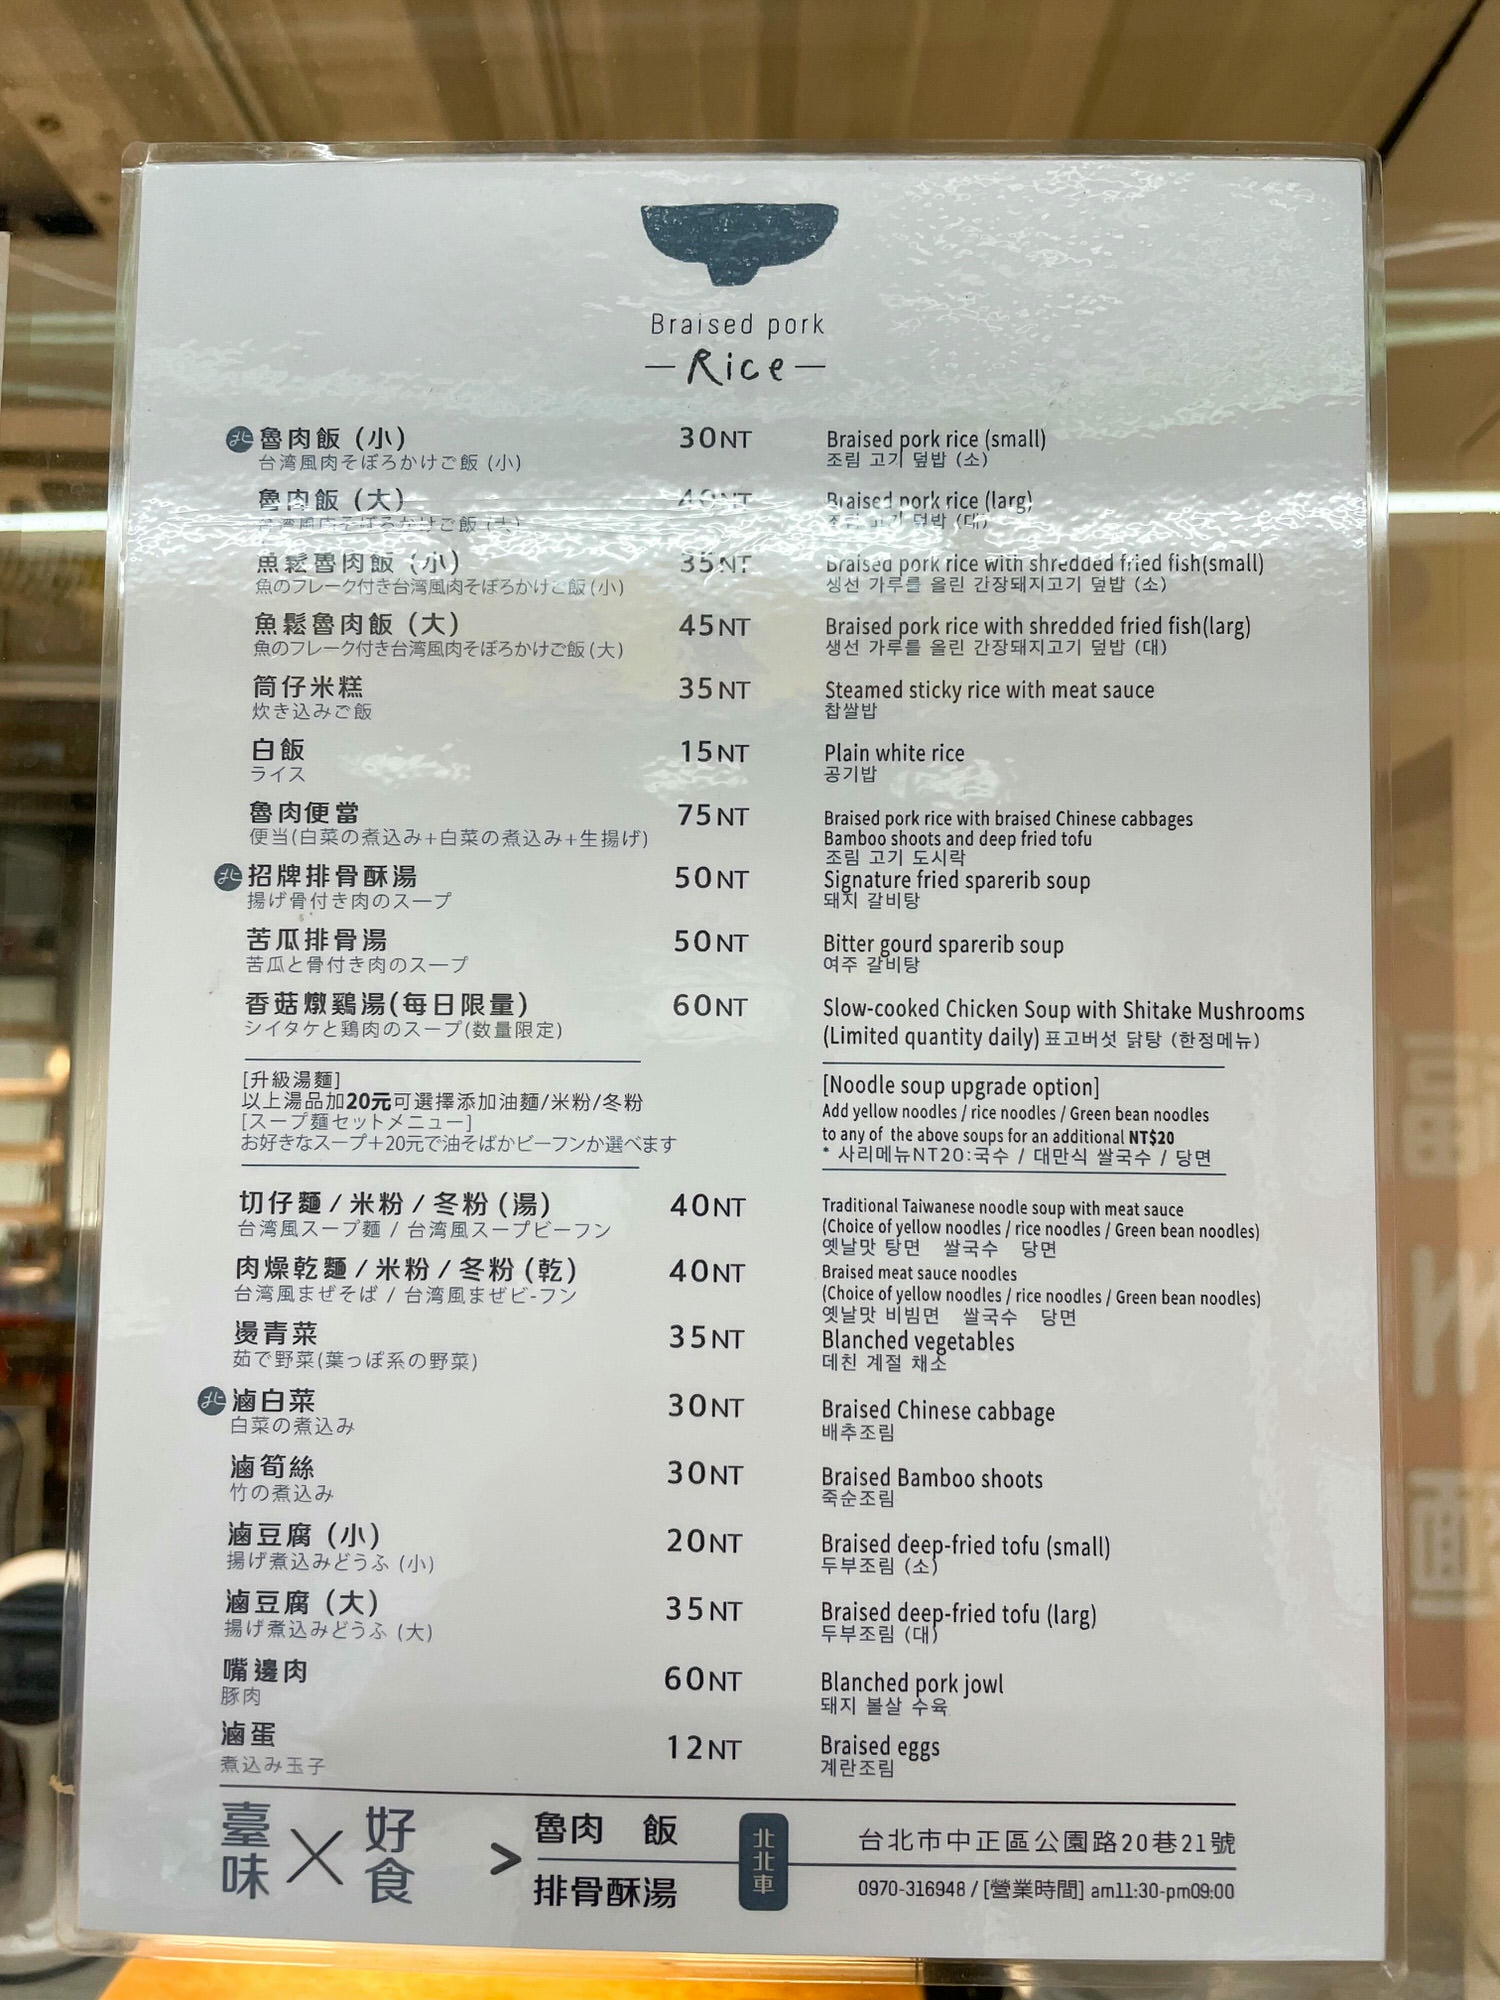 Braised pork
Rice
北 魯肉飯 (小) 30NT Braised pork rice (small)
台湾風肉そぼろかけご飯 (小) 조림 고기 덮밥 (소)
魯肉飯 (大) 40NT Braised pork rice (larg)
台湾風肉そぼろかけご飯 (大) 조림 고기 덮밥 (대)
魚鬆魯肉飯 (小) 35NT Braised pork rice with shredded fried fish(small)
魚のフレーク付き台湾風肉そぼろかけご飯 (小) 생선 가루를 올린 간장돼지고기 덮밥 (소)
魚鬆魯肉飯 (大) 45NT Braised pork rice with shredded fried fish(larg)
魚のフレーク付き台湾風肉そぼろかけご飯 (大) 생선 가루를 올린 간장돼지고기 덮밥 (대)
筒仔米糕 35NT Steamed sticky rice with meat sauce
炊き込みご飯 찹쌀밥
白飯 15NT Plain white rice
ライス 공기밥
魯肉便當 75NT Braised pork rice with braised Chinese cabbages
便当(白菜の煮込み+白菜の煮込み+生揚げ) Bamboo shoots and deep fried tofu
조림 고기 도시락
北 招牌排骨酥湯 50NT Signature fried sparerib soup
揚げ骨付き肉のスープ 돼지 갈비탕
苦瓜排骨湯 50NT Bitter gourd sparerib soup
苦瓜と骨付き肉のスープ 여주 갈비탕
香菇燉鷄湯(每日限量) 60NT Slow-cooked Chicken Soup with Shitake Mushrooms
シイタケと鶏肉のスープ(数量限定) (Limited quantity daily) 표고버섯 닭탕 (한정메뉴)
[升級湯麵] [Noodle soup upgrade option]
以上湯品加20元可選擇添加油麵/米粉/冬粉 Add yellow noodles / rice noodles / Green bean noodles
[スープ麵セットメニュー] to any of the above soups for an additional NT$20
お好きなスープ+20元で油そばかビーフンか選べます * 사리메뉴NT20:국수 / 대만식 쌀국수 / 당면
切仔麵 / 米粉 / 冬粉 (湯) 40NT Traditional Taiwanese noodle soup with meat sauce
台湾風スープ麵 / 台湾風スープビーフン (Choice of yellow noodles / rice noodles / Green bean noodles)
옛날맛 탕면 쌀국수 당면
肉燥乾麵 / 米粉 / 冬粉 (乾) 40NT Braised meat sauce noodles
台湾風まぜそば / 台湾風まぜビ-フン (Choice of yellow noodles / rice noodles / Green bean noodles)
옛날맛 비빔면 쌀국수 당면
燙青菜 35NT Blanched vegetables
茹で野菜(葉っぽ系の野菜) 데친 계절 채소
北 滷白菜 30NT Braised Chinese cabbage
白菜の煮込み 배추조림
滷筍絲 30NT Braised Bamboo shoots
竹の煮込み 죽순조림
滷豆腐 (小) 20NT Braised deep-fried tofu (small)
揚げ煮込みどうふ (小) 두부조림 (소)
滷豆腐 (大) 35NT Braised deep-fried tofu (larg)
揚げ煮込みどうふ (大) 두부조림 (대)
嘴邊肉 60NT Blanched pork jowl
豚肉 돼지 볼살 수육
滷蛋 12NT Braised eggs
煮込み玉子 계란조림
臺味 × 好食 > 魯肉飯 排骨酥湯 北北車
台北市中正區公園路20巷21號
0970-316948 / [營業時間] am11:30-pm09:00